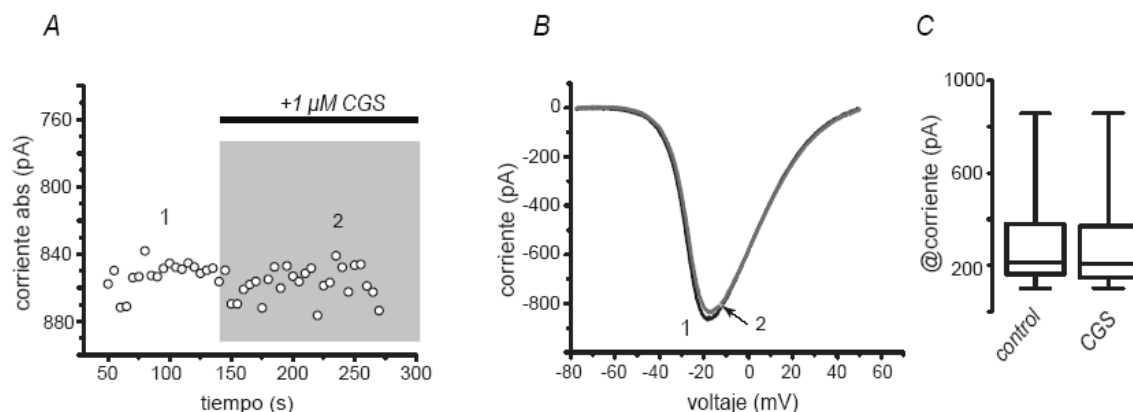 A
+1 µM CGS
760
800
840
880
1
2
corriente abs (pA)
50 100 150 200 250 300
tiempo (s)
B
0
-200
-400
-600
-800
1
2
corriente (pA)
-80 -60 -40 -20 0 20 40 60
voltaje (mV)
C
1000
600
200
@corriente (pA)
control
CGS